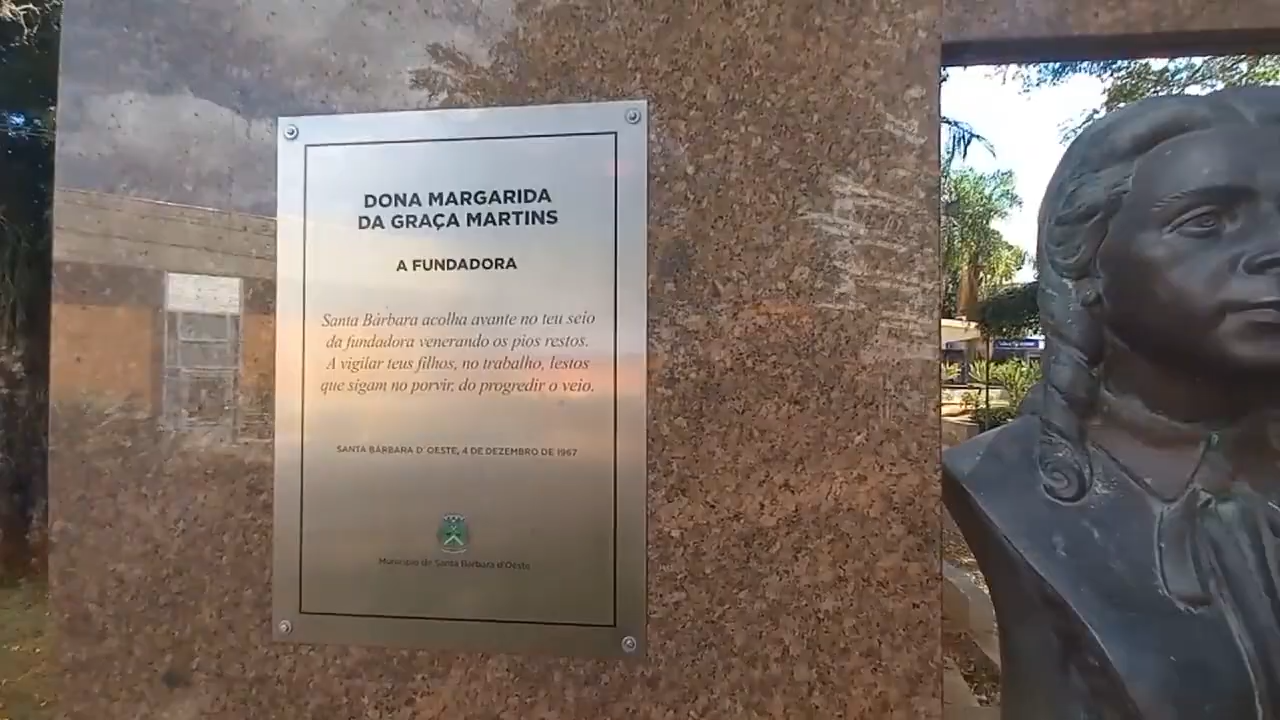 DONA MARGARIDA
DA GRAÇA MARTINS
A FUNDADORA
Santa Bárbara acolha avante no teu seio
da fundadora venerando os pios restos.
A vigilar teus filhos, no trabalho, lestos
que sigam no porvir, do progredir o veio.
SANTA BÁRBARA D' OESTE, 4 DE DEZEMBRO DE 1967
Município de Santa Bárbara d'Oeste